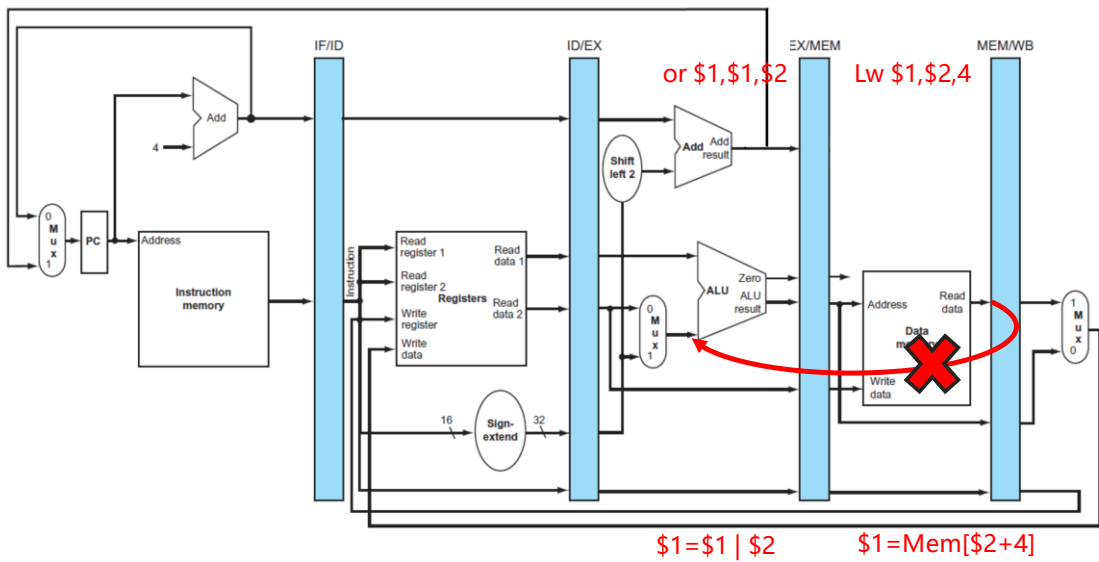 IF/ID
ID/EX
EX/MEM
MEM/WB
or $1,$1,$2
Lw $1,$2,4
Add
4
Add
Add
result
Shift
left 2
0
M
u
x
1
PC
Address
Instruction
memory
Instruction
Read
register 1
Read
register 2
Registers
Write
register
Write
data
Read
data 1
Read
data 2
0
M
u
x
1
Zero
ALU
ALU
result
Address
Read
data
Data
Write
data
1
M
u
x
0
16
Sign-
extend
32
$1=$1 | $2
$1=Mem[$2+4]